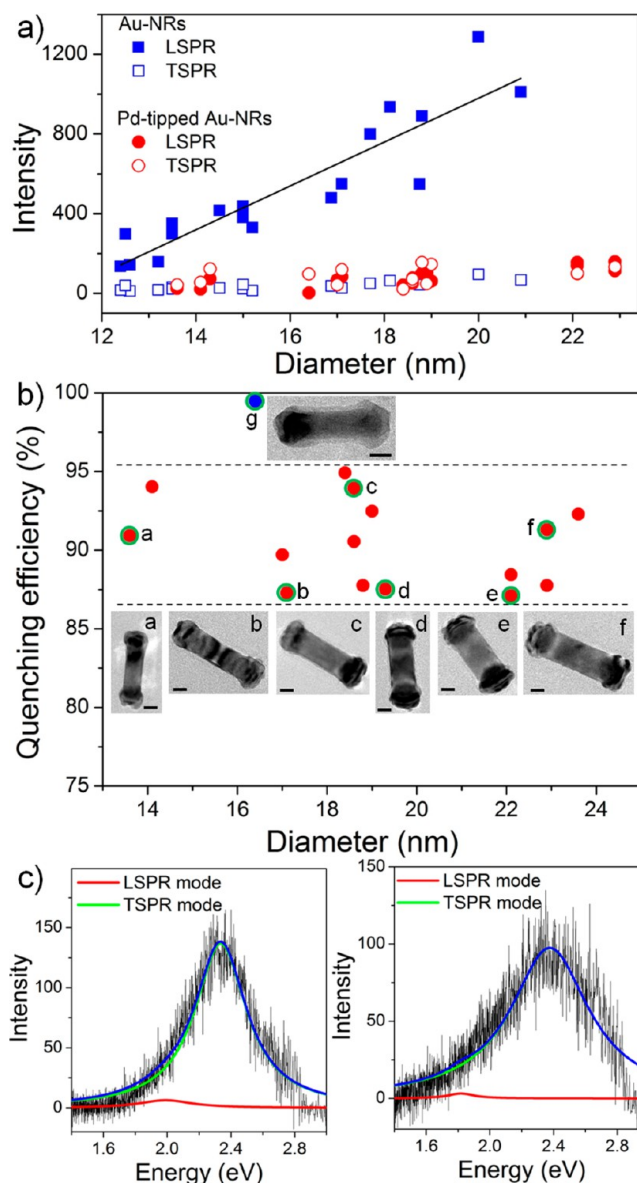 a)
Au-NRs
LSPR
TSPR
Pd-tipped Au-NRs
LSPR
TSPR
Intensity
1200
800
400
0
12 14 16 18 20 22
Diameter (nm)
b)
Quenching efficiency (%)
100
95
90
85
80
75
g
a
b
c
d
e
f
a b c d e f
14 16 18 20 22 24
Diameter (nm)
c)
LSPR mode
TSPR mode
Intensity
150
100
50
0
2.0 2.4 2.8
Energy (eV)
LSPR mode
TSPR mode
Intensity
150
100
50
0
1.6 2.0 2.4 2.8
Energy (eV)